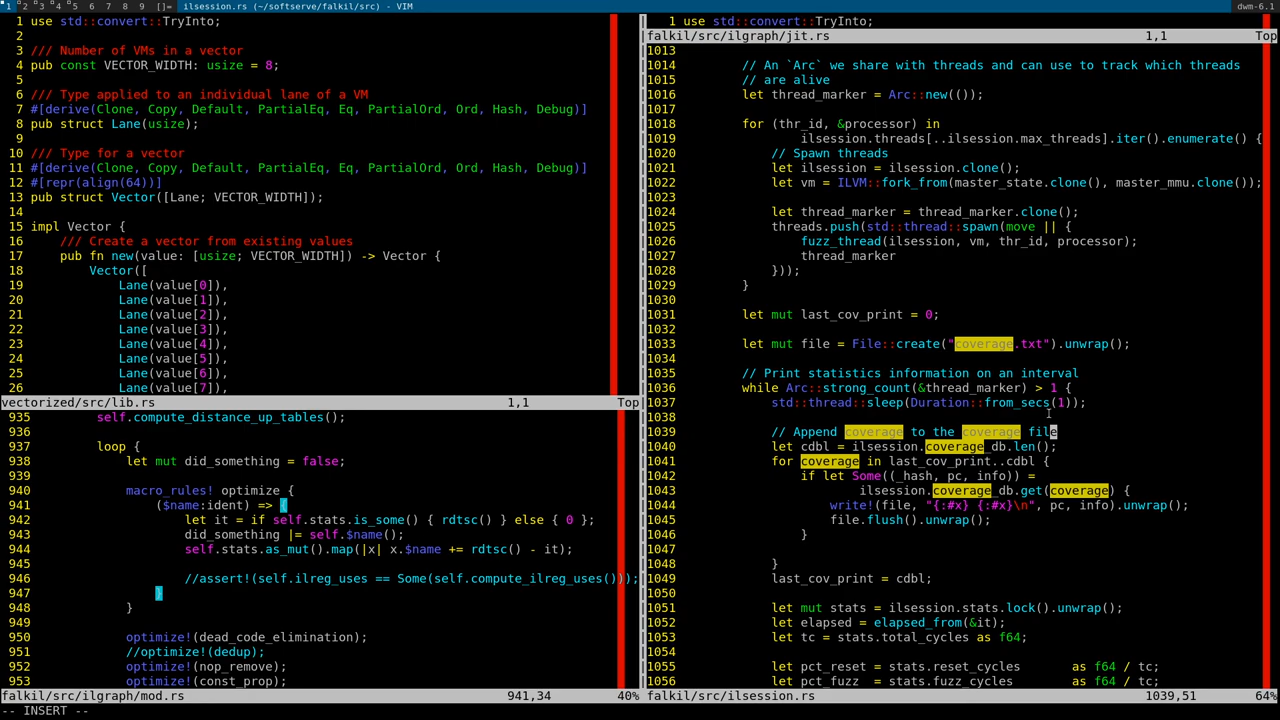 1 2 3 4 5 6 7 8 9 []= ilsession.rs (~/softserve/falkil/src) - VIM dwm-6.1
1 use std::convert::TryInto;
2
3 /// Number of VMs in a vector
4 pub const VECTOR_WIDTH: usize = 8;
5
6 /// Type applied to an individual lane of a VM
7 #[derive(Clone, Copy, Default, PartialEq, Eq, PartialOrd, Ord, Hash, Debug)]
8 pub struct Lane(usize);
9
10 /// Type for a vector
11 #[derive(Clone, Copy, Default, PartialEq, Eq, PartialOrd, Ord, Hash, Debug)]
12 #[repr(align(64))]
13 pub struct Vector([Lane; VECTOR_WIDTH]);
14
15 impl Vector {
16     /// Create a vector from existing values
17     pub fn new(value: [usize; VECTOR_WIDTH]) -> Vector {
18         Vector([
19             Lane(value[0]),
20             Lane(value[1]),
21             Lane(value[2]),
22             Lane(value[3]),
23             Lane(value[4]),
24             Lane(value[5]),
25             Lane(value[6]),
26             Lane(value[7]),
vectorized/src/lib.rs 1,1 Top
935         self.compute_distance_up_tables();
936
937         loop {
938             let mut did_something = false;
939
940             macro_rules! optimize {
941                 ($name:ident) => {
942                     let it = if self.stats.is_some() { rdtsc() } else { 0 };
943                     did_something |= self.$name();
944                     self.stats.as_mut().map(|x| x.$name += rdtsc() - it);
945
946                     //assert!(self.ilreg_uses == Some(self.compute_ilreg_uses()));
947                 }
948             }
949
950             optimize!(dead_code_elimination);
951             //optimize!(dedup);
952             optimize!(nop_remove);
953             optimize!(const_prop);
falkil/src/ilgraph/mod.rs 941,34 40%
-- INSERT --
1 use std::convert::TryInto;
falkil/src/ilgraph/jit.rs 1,1 Top
1013
1014         // An `Arc` we share with threads and can use to track which threads
1015         // are alive
1016         let thread_marker = Arc::new(());
1017
1018         for (thr_id, &processor) in
1019                 ilsession.threads[..ilsession.max_threads].iter().enumerate() {
1020             // Spawn threads
1021             let ilsession = ilsession.clone();
1022             let vm = ILVM::fork_from(master_state.clone(), master_mmu.clone());
1023
1024             let thread_marker = thread_marker.clone();
1025             threads.push(std::thread::spawn(move || {
1026                 fuzz_thread(ilsession, vm, thr_id, processor);
1027                 thread_marker
1028             }));
1029         }
1030
1031         let mut last_cov_print = 0;
1032
1033         let mut file = File::create("coverage.txt").unwrap();
1034
1035         // Print statistics information on an interval
1036         while Arc::strong_count(&thread_marker) > 1 {
1037             std::thread::sleep(Duration::from_secs(1));
1038
1039             // Append coverage to the coverage file
1040             let cdbl = ilsession.coverage_db.len();
1041             for coverage in last_cov_print..cdbl {
1042                 if let Some((_hash, pc, info)) =
1043                         ilsession.coverage_db.get(coverage) {
1044                     write!(file, "{:#x} {:#x}\n", pc, info).unwrap();
1045                     file.flush().unwrap();
1046                 }
1047
1048             }
1049             last_cov_print = cdbl;
1050
1051             let mut stats = ilsession.stats.lock().unwrap();
1052             let elapsed = elapsed_from(&it);
1053             let tc = stats.total_cycles as f64;
1054
1055             let pct_reset = stats.reset_cycles       as f64 / tc;
1056             let pct_fuzz  = stats.fuzz_cycles        as f64 / tc;
falkil/src/ilsession.rs 1039,51 64%